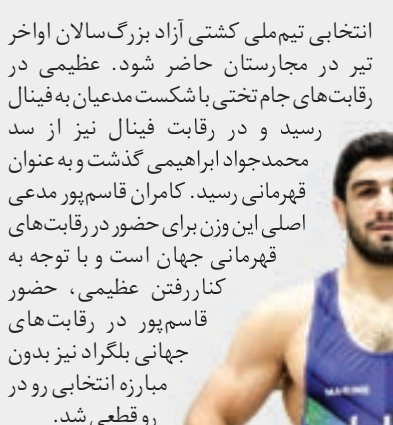 انتخابی تیم‌ملی کشتی آزاد بزرگ‌سالان اواخر
تیر در مجارستان حاضر شود. عظیمی در
رقابت‌های جام تختی با شکست مدعیان به فینال
رسید و در رقابت فینال نیز از سد
محمدجواد ابراهیمی گذشت و به عنوان
قهرمانی رسید. کامران قاسم‌پور مدعی
اصلی این وزن برای حضور در رقابت‌های
قهرمانی جهان است و با توجه به
کناررفتن عظیمی، حضور
قاسم‌پور در رقابت‌های
جهانی بلگراد نیز بدون
مبارزه انتخابی رو در
رو قطعی شد.